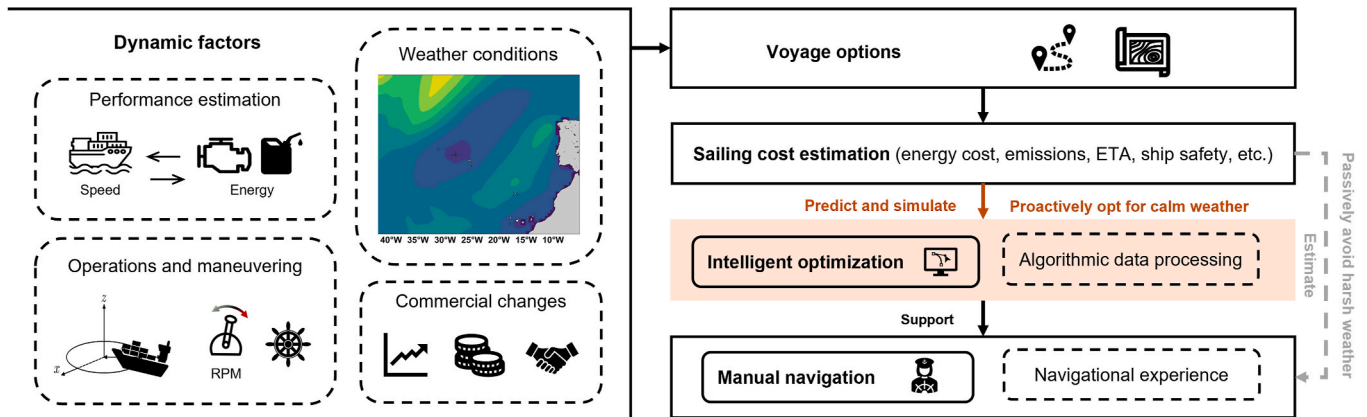 Dynamic factors
Performance estimation
Speed
Energy
Operations and maneuvering
z
x
RPM
Weather conditions
40°W 35°W 30°W 25°W 20°W 15°W 10°W
Commercial changes
Voyage options
Sailing cost estimation (energy cost, emissions, ETA, ship safety, etc.)
Predict and simulate
Proactively opt for calm weather
Intelligent optimization
Algorithmic data processing
Support
Manual navigation
Navigational experience
Estimate
Passively avoid harsh weather